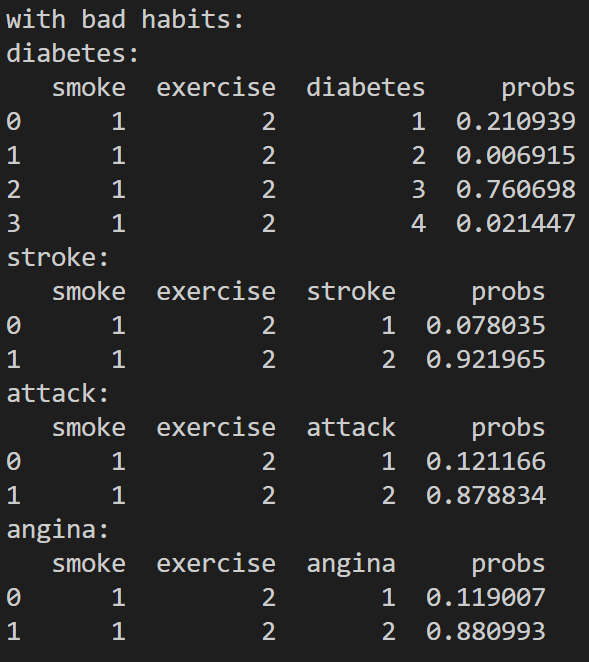 with bad habits:
diabetes:
   smoke  exercise  diabetes     probs
0      1         2         1  0.210939
1      1         2         2  0.006915
2      1         2         3  0.760698
3      1         2         4  0.021447
stroke:
   smoke  exercise  stroke     probs
0      1         2       1  0.078035
1      1         2       2  0.921965
attack:
   smoke  exercise  attack     probs
0      1         2       1  0.121166
1      1         2       2  0.878834
angina:
   smoke  exercise  angina     probs
0      1         2       1  0.119007
1      1         2       2  0.880993